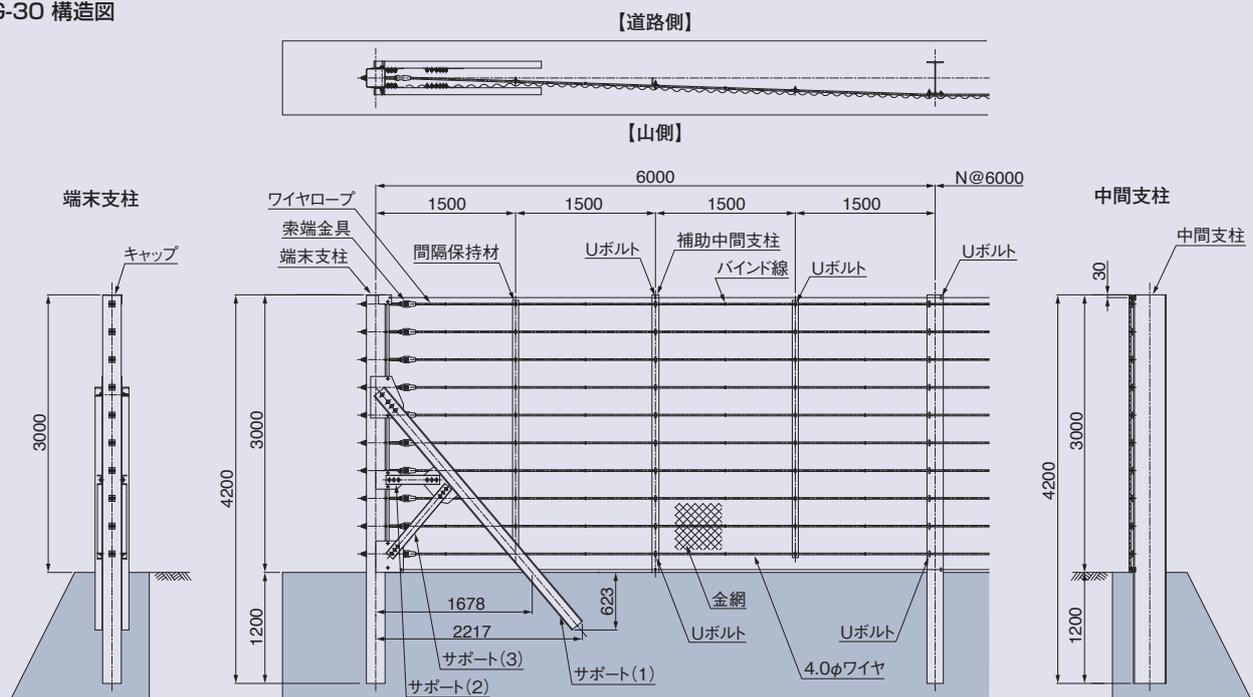 G-30 構造図
【道路側】
【山側】
6000
N@6000
1500
1500
1500
1500
端末支柱
キャップ
3000
ワイヤロープ
索端金具
端末支柱
間隔保持材
Uボルト
補助中間支柱
バインド線
Uボルト
Uボルト
4200
3000
1200
1678
2217
623
サポート(3)
サポート(2)
サポート(1)
金網
Uボルト
Uボルト
4.0φワイヤ
中間支柱
中間支柱
30
4200
3000
1200